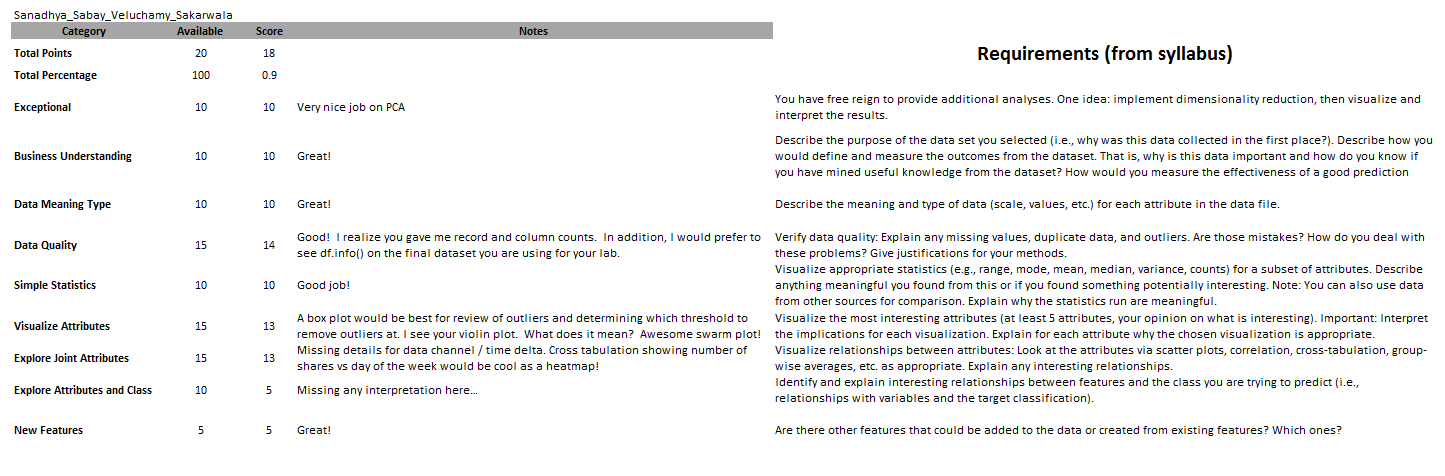 Sanadhya_Sabay_Veluchamy_Sakarwala
Category Available Score Notes
Requirements (from syllabus)
Total Points 20 18
Total Percentage 100 0.9
Exceptional 10 10 Very nice job on PCA
You have free reign to provide additional analyses. One idea: implement dimensionality reduction, then visualize and
interpret the results.
Business Understanding 10 10 Great!
Describe the purpose of the data set you selected (i.e., why was this data collected in the first place?). Describe how you
would define and measure the outcomes from the dataset. That is, why is this data important and how do you know if
you have mined useful knowledge from the dataset? How would you measure the effectiveness of a good prediction
Data Meaning Type 10 10 Great!
Describe the meaning and type of data (scale, values, etc.) for each attribute in the data file.
Data Quality 15 14
Good!  I realize you gave me record and column counts.  In addition, I would prefer to
see df.info() on the final dataset you are using for your lab.
Verify data quality: Explain any missing values, duplicate data, and outliers. Are those mistakes? How do you deal with
these problems? Give justifications for your methods.
Simple Statistics 10 10 Good job!
Visualize appropriate statistics (e.g., range, mode, mean, median, variance, counts) for a subset of attributes. Describe
anything meaningful you found from this or if you found something potentially interesting. Note: You can also use data
from other sources for comparison. Explain why the statistics run are meaningful.
Visualize Attributes 15 13
A box plot would be best for review of outliers and determining which threshold to
remove outliers at. I see your violin plot.  What does it mean?  Awesome swarm plot!
Visualize the most interesting attributes (at least 5 attributes, your opinion on what is interesting). Important: Interpret
the implications for each visualization. Explain for each attribute why the chosen visualization is appropriate.
Explore Joint Attributes 15 13
Missing details for data channel / time delta. Cross tabulation showing number of
shares vs day of the week would be cool as a heatmap!
Visualize relationships between attributes: Look at the attributes via scatter plots, correlation, cross-tabulation, group-
wise averages, etc. as appropriate. Explain any interesting relationships.
Explore Attributes and Class 10 5 Missing any interpretation here…
Identify and explain interesting relationships between features and the class you are trying to predict (i.e.,
relationships with variables and the target classification).
New Features 5 5 Great!
Are there other features that could be added to the data or created from existing features? Which ones?